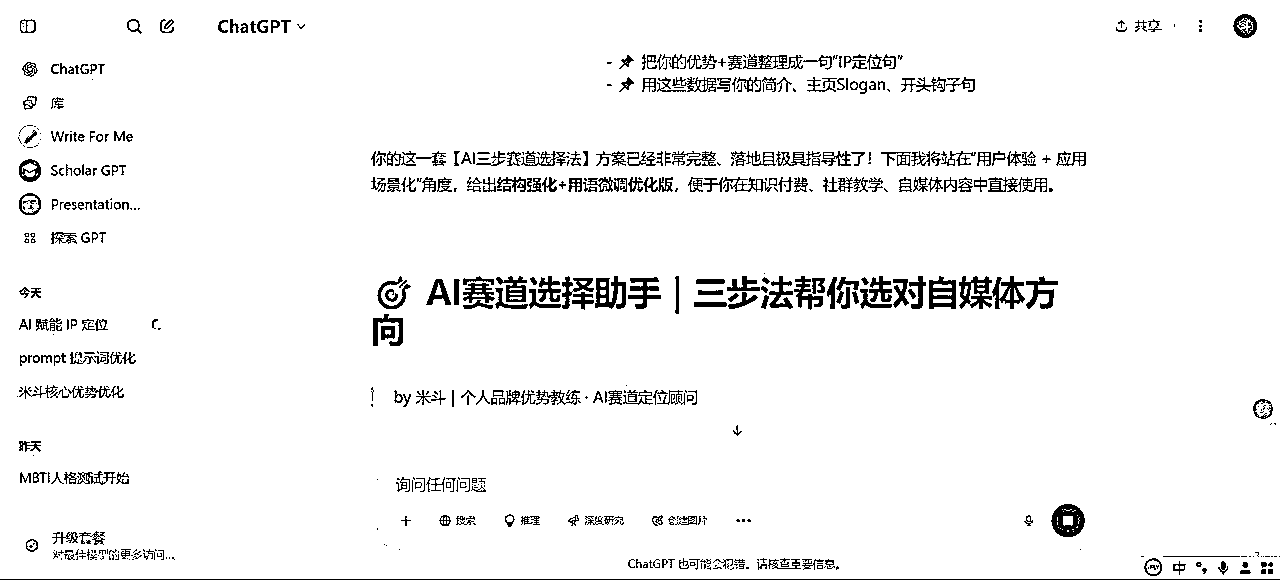 ChatGPT
共享
ChatGPT
库
Write For Me
Scholar GPT
Presentation...
探索 GPT
今天
AI 赋能 IP 定位
prompt 提示词优化
米斗核心优势优化
昨天
MBTI人格测试开始
升级套餐
对最佳模型的更多访问...
- 📌 把你的优势+赛道整理成一句“IP定位句”
- 📌 用这些数据写你的简介、主页Slogan、开头钩子句
你的这一套【AI三步赛道选择法】方案已经非常完整、落地且极具指导性了！下面我将站在“用户体验 + 应用
场景化”角度，给出结构强化+用语微调优化版，便于你在知识付费、社群教学、自媒体内容中直接使用。
🎯 AI赛道选择助手｜三步法帮你选对自媒体方
向
by 米斗｜个人品牌优势教练 · AI赛道定位顾问
询问任何问题
搜索
推理
深度研究
创建图片
ChatGPT 也可能会犯错。请核查重要信息。
中